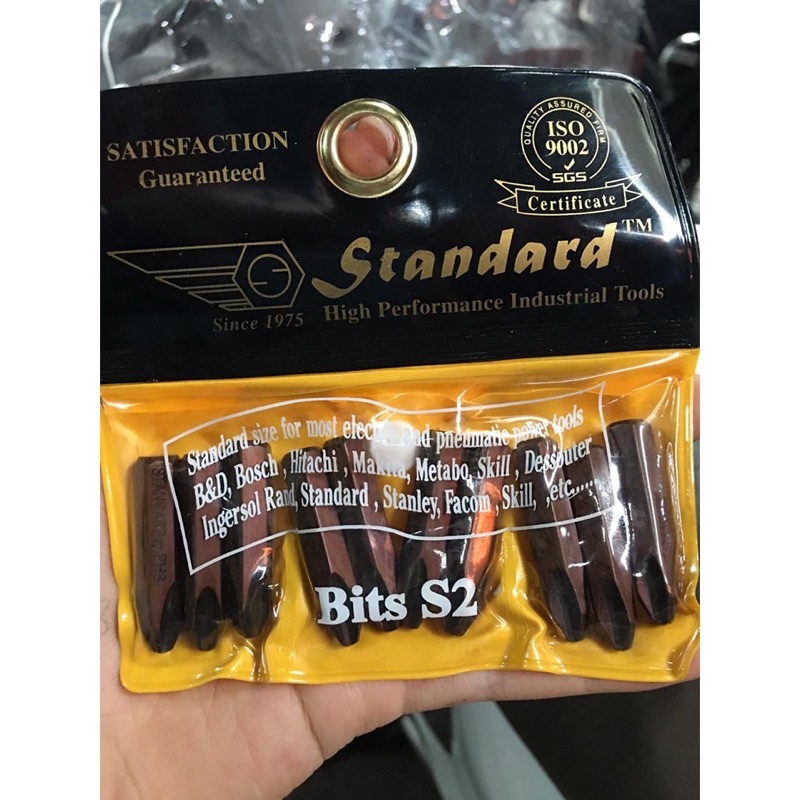 SATISFACTION
Guaranteed
QUALITY ASSURED FIRM
ISO
9002
SGS
Certificate
Standard™
Since 1975
High Performance Industrial Tools
Standard size for most and pneumatic power tools
B&D, Bosch , Hitachi , Makita, Metabo, Skill , Dessouter
Ingersol Rand, Standard , Stanley, Facom , Skill, ,etc.....
Bits S2